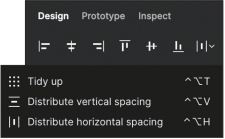 Design Prototype Inspect
Tidy up ^⌥T
Distribute vertical spacing ^⌥V
Distribute horizontal spacing ^⌥H